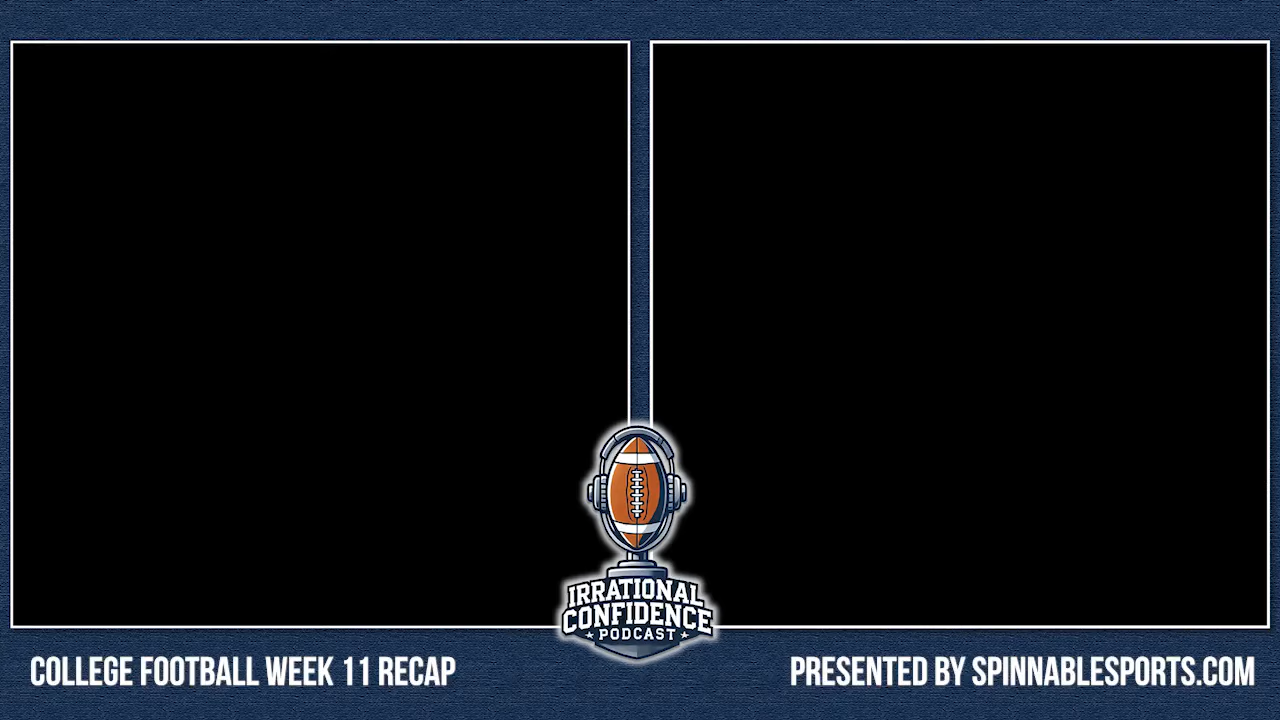 IRRATIONAL
CONFIDENCE
PODCAST
COLLEGE FOOTBALL WEEK 11 RECAP
PRESENTED BY SPINNABLESPORTS.COM